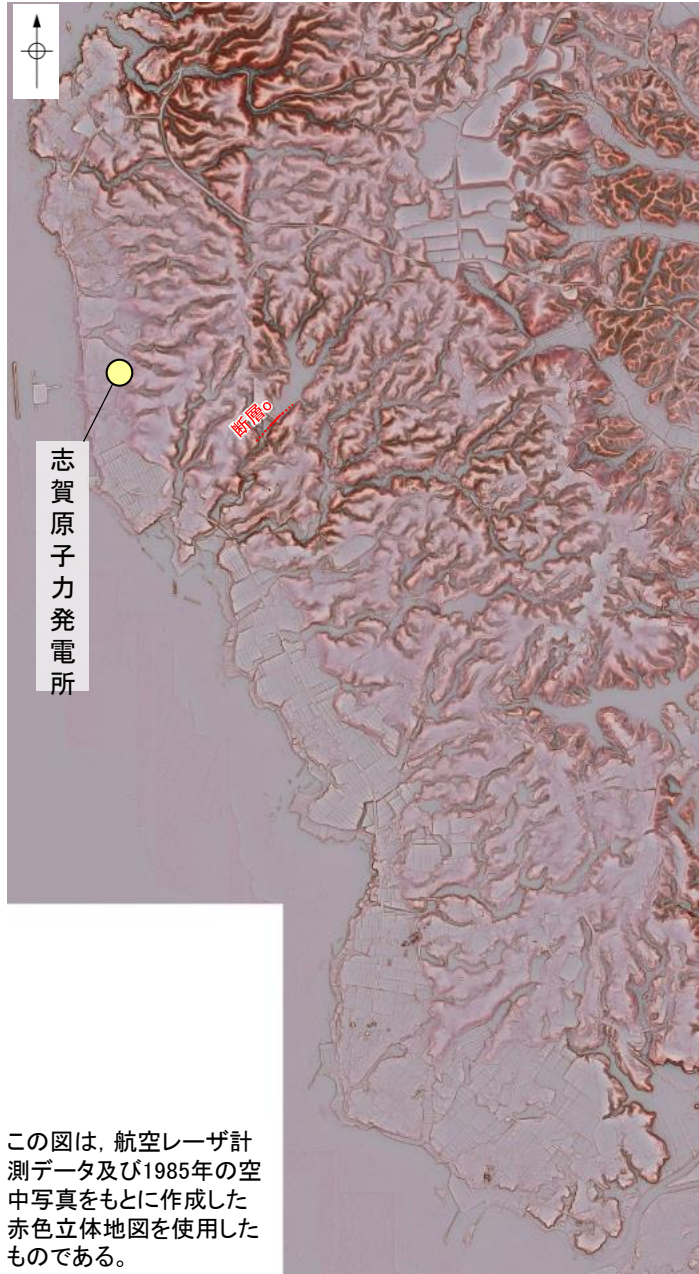 断層o
志賀原子力発電所
この図は，航空レーザ計
測データ及び1985年の空
中写真をもとに作成した
赤色立体地図を使用した
ものである。